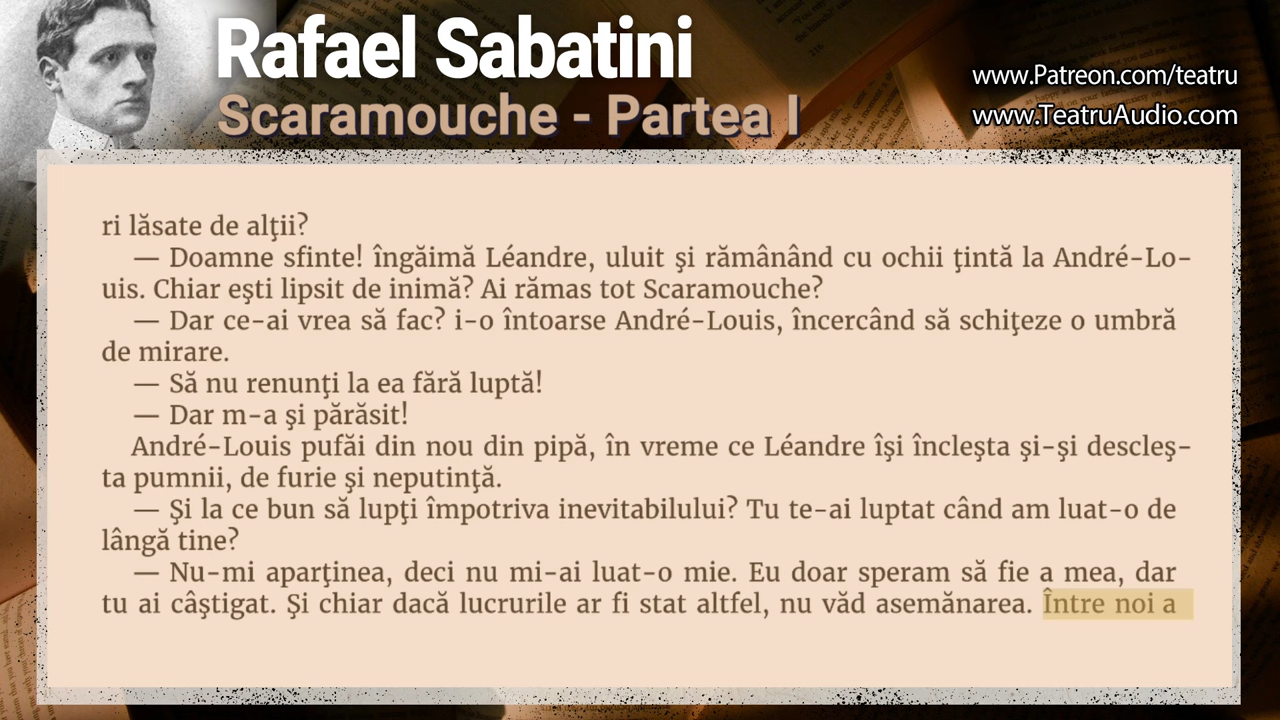 Rafael Sabatini
Scaramouche - Partea I
www.Patreon.com/teatru
www.TeatruAudio.com
ri lăsate de alţii?
— Doamne sfinte! îngăimă Léandre, uluit şi rămânând cu ochii ţintă la André-Lo-
uis. Chiar eşti lipsit de inimă? Ai rămas tot Scaramouche?
— Dar ce-ai vrea să fac? i-o întoarse André-Louis, încercând să schiţeze o umbră
de mirare.
— Să nu renunţi la ea fără luptă!
— Dar m-a şi părăsit!
André-Louis pufăi din nou din pipă, în vreme ce Léandre îşi încleşta şi-şi descleş-
ta pumnii, de furie şi neputinţă.
— Şi la ce bun să lupţi împotriva inevitabilului? Tu te-ai luptat când am luat-o de
lângă tine?
— Nu-mi aparţinea, deci nu mi-ai luat-o mie. Eu doar speram să fie a mea, dar
tu ai câştigat. Şi chiar dacă lucrurile ar fi stat altfel, nu văd asemănarea. Între noi a